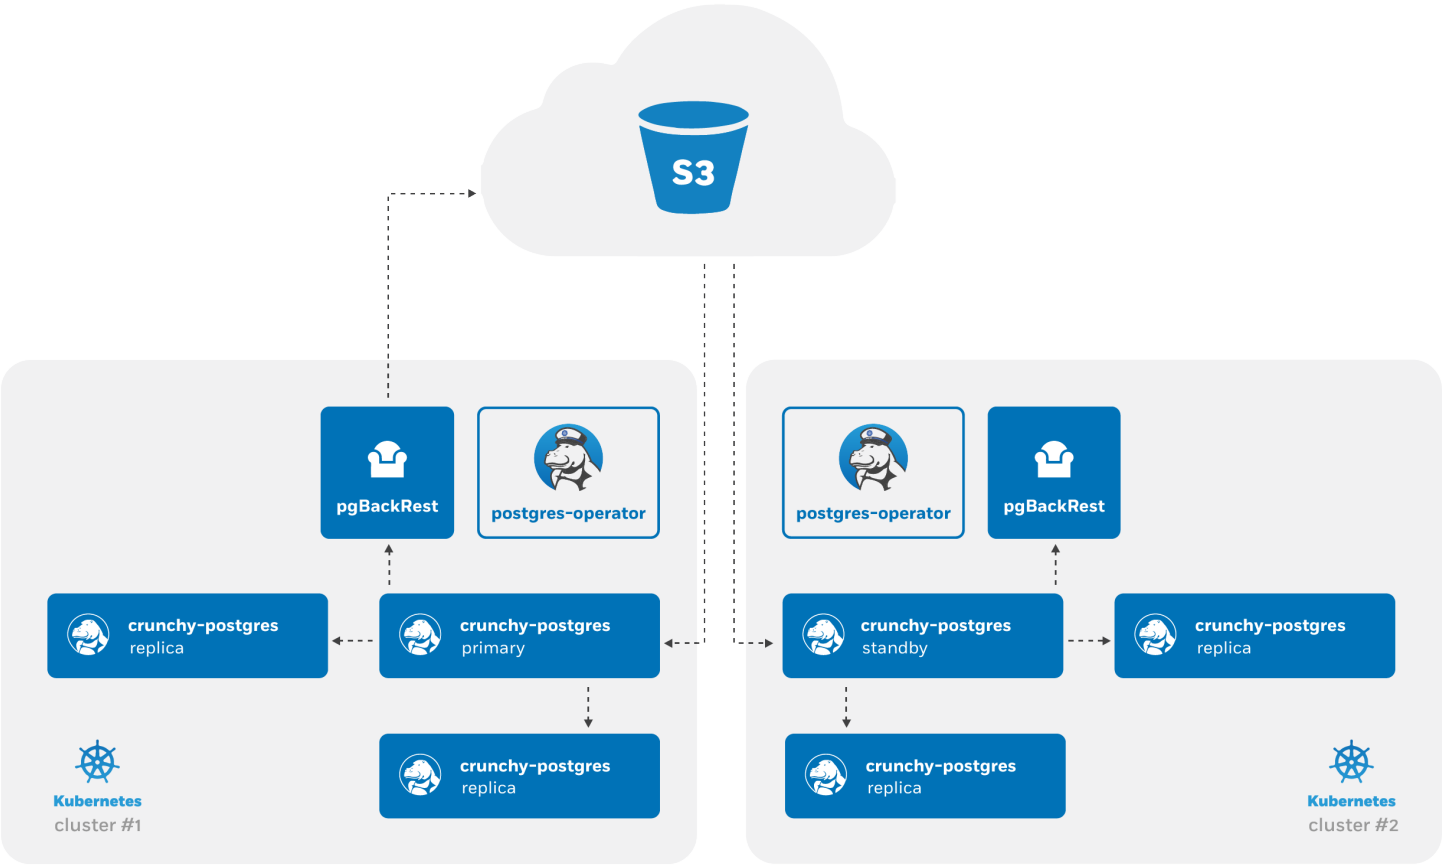 S3
pgBackRest
postgres-operator
crunchy-postgres
replica
crunchy-postgres
primary
crunchy-postgres
replica
Kubernetes
cluster #1
postgres-operator
pgBackRest
crunchy-postgres
standby
crunchy-postgres
replica
crunchy-postgres
replica
Kubernetes
cluster #2